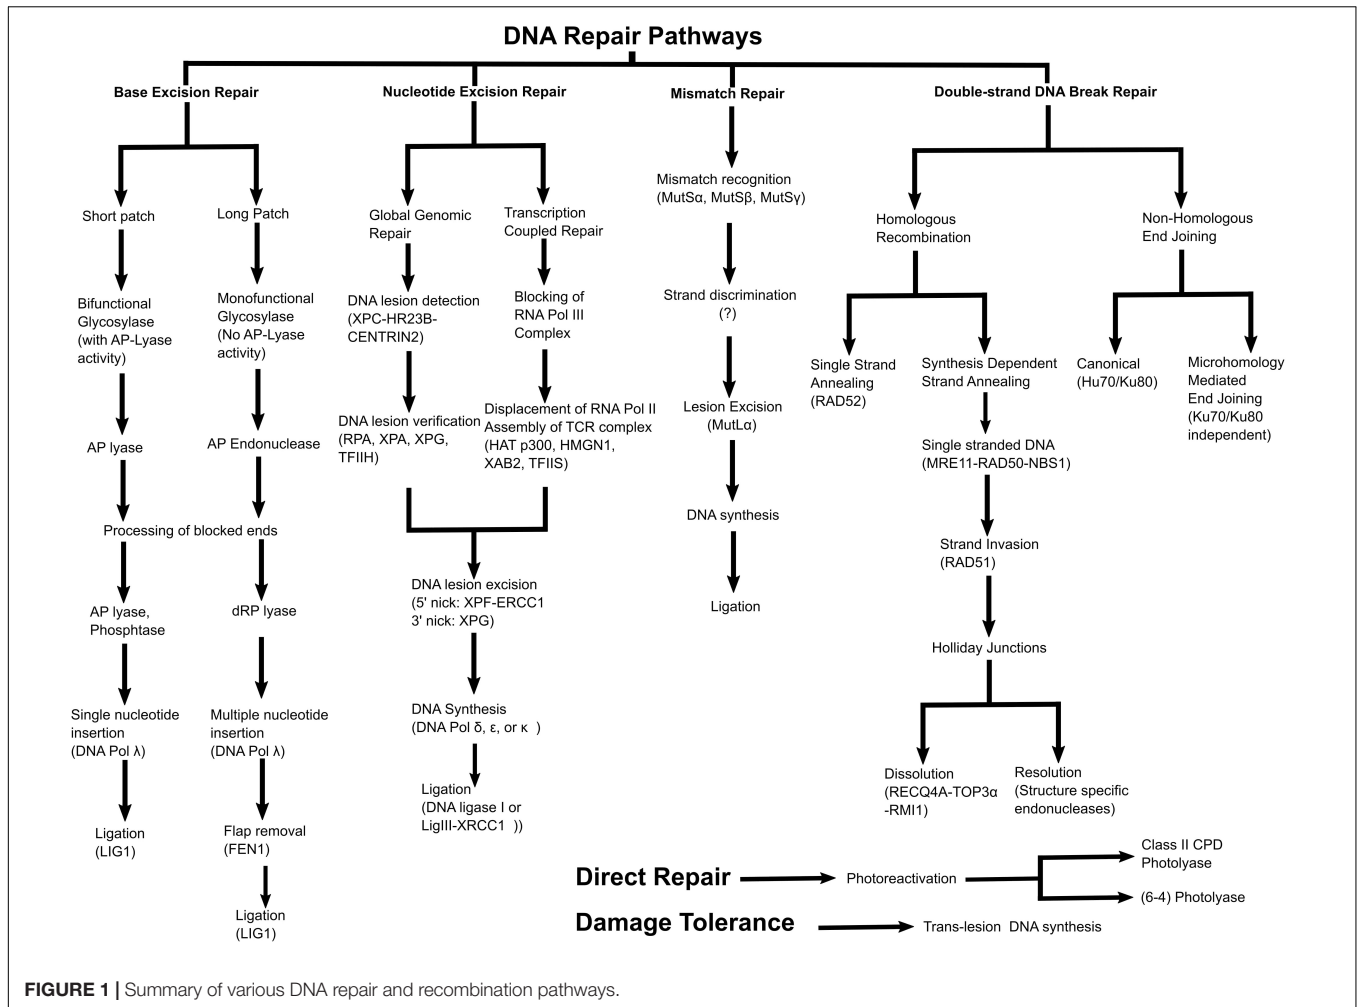 DNA Repair Pathways
Base Excision Repair
Nucleotide Excision Repair
Mismatch Repair
Double-strand DNA Break Repair
Short patch
Bifunctional
Glycosylase
(with AP-Lyase
activity)
AP lyase
Long Patch
Monofunctional
Glycosylase
(No AP-Lyase
activity)
AP Endonuclease
Processing of blocked ends
AP lyase,
Phosphtase
Single nucleotide
insertion
(DNA Pol λ)
Ligation
(LIG1)
dRP lyase
Multiple nucleotide
insertion
(DNA Pol λ)
Flap removal
(FEN1)
Ligation
(LIG1)
Global Genomic
Repair
DNA lesion detection
(XPC-HR23B-
CENTRIN2)
DNA lesion verification
(RPA, XPA, XPG,
TFIIH)
Transcription
Coupled Repair
Blocking of
RNA Pol III
Complex
Displacement of RNA Pol II
Assembly of TCR complex
(HAT p300, HMGN1,
XAB2, TFIIS)
DNA lesion excision
(5' nick: XPF-ERCC1
3' nick: XPG)
DNA Synthesis
(DNA Pol δ, ε, or κ )
Ligation
(DNA ligase I or
LigIII-XRCC1 ))
Mismatch recognition
(MutSα, MutSβ, MutSγ)
Strand discrimination
(?)
Lesion Excision
(MutLα)
DNA synthesis
Ligation
Homologous
Recombination
Single Strand
Annealing
(RAD52)
Synthesis Dependent
Strand Annealing
Single stranded DNA
(MRE11-RAD50-NBS1)
Strand Invasion
(RAD51)
Holliday Junctions
Dissolution
(RECQ4A-TOP3α
-RMI1)
Resolution
(Structure specific
endonucleases)
Non-Homologous
End Joining
Canonical
(Hu70/Ku80)
Microhomology
Mediated
End Joining
(Ku70/Ku80
independent)
Direct Repair
Photoreactivation
Class II CPD
Photolyase
(6-4) Photolyase
Damage Tolerance
Trans-lesion DNA synthesis
FIGURE 1 | Summary of various DNA repair and recombination pathways.